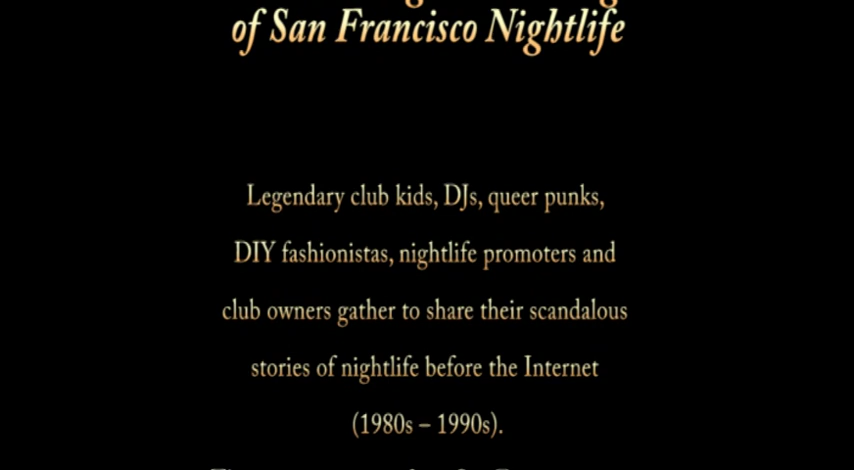 of San Francisco Nightlife
Legendary club kids, DJs, queer punks,
DIY fashionistas, nightlife promoters and
club owners gather to share their scandalous
stories of nightlife before the Internet
(1980s – 1990s).